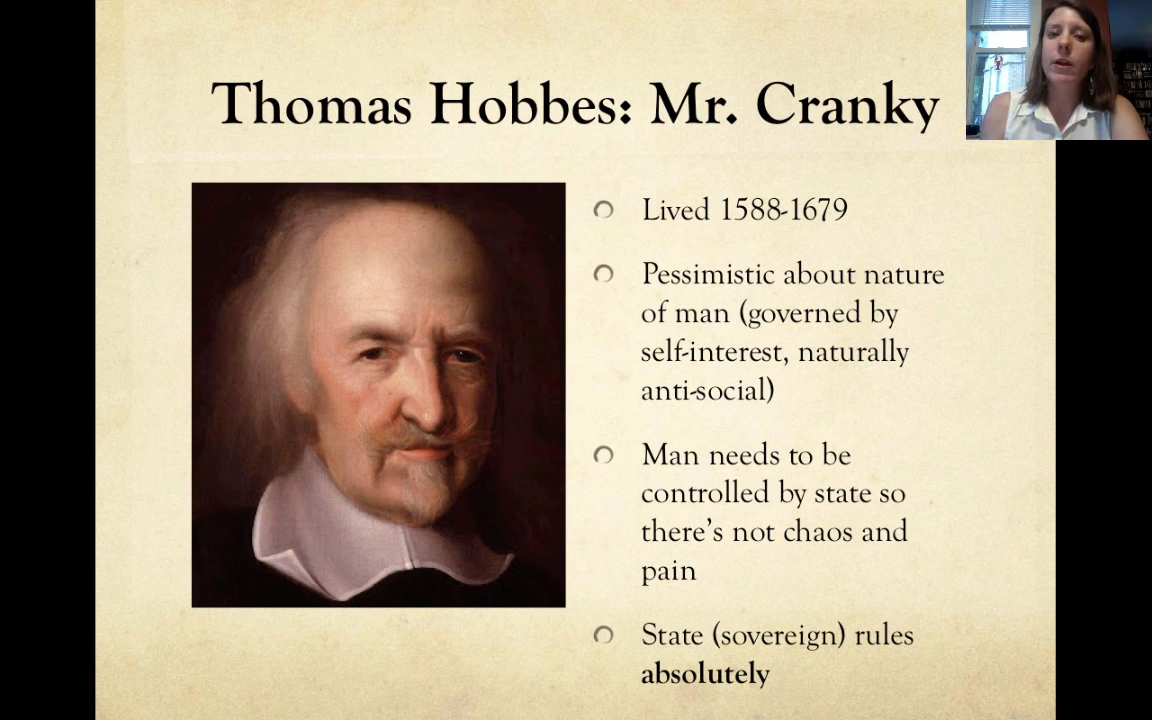 Thomas Hobbes: Mr. Cranky
Lived 1588-1679
Pessimistic about nature
of man (governed by
self-interest, naturally
anti-social)
Man needs to be
controlled by state so
there's not chaos and
pain
State (sovereign) rules
absolutely